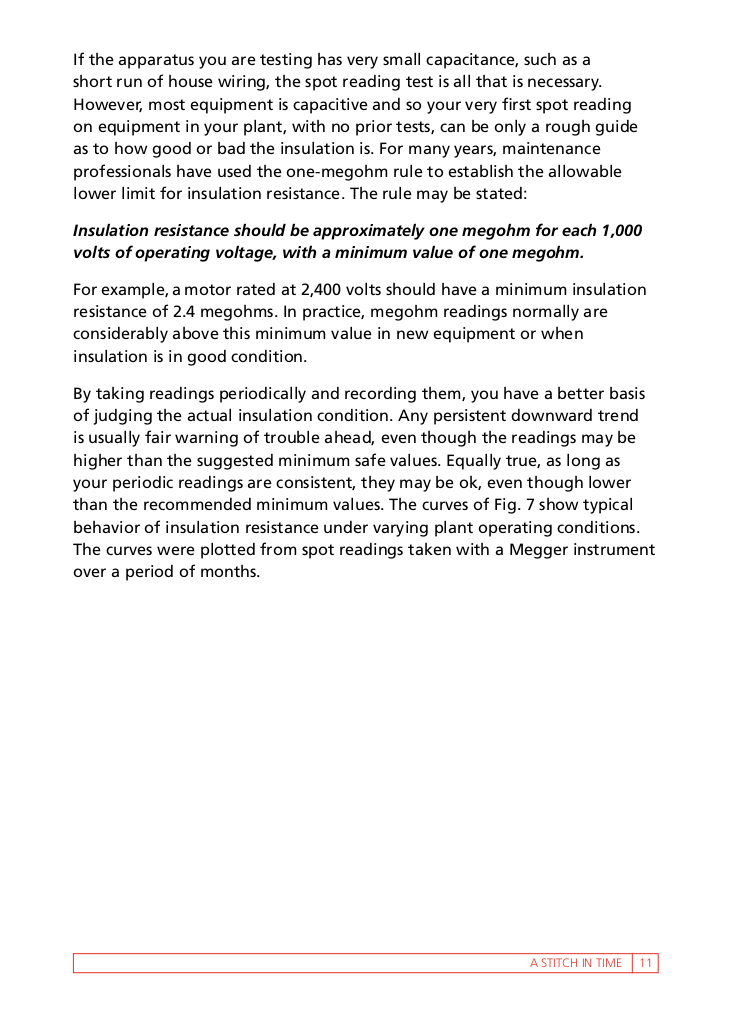 If the apparatus you are testing has very small capacitance, such as a
short run of house wiring, the spot reading test is all that is necessary.
However, most equipment is capacitive and so your very first spot reading
on equipment in your plant, with no prior tests, can be only a rough guide
as to how good or bad the insulation is. For many years, maintenance
professionals have used the one-megohm rule to establish the allowable
lower limit for insulation resistance. The rule may be stated:
Insulation resistance should be approximately one megohm for each 1,000
volts of operating voltage, with a minimum value of one megohm.
For example, a motor rated at 2,400 volts should have a minimum insulation
resistance of 2.4 megohms. In practice, megohm readings normally are
considerably above this minimum value in new equipment or when
insulation is in good condition.
By taking readings periodically and recording them, you have a better basis
of judging the actual insulation condition. Any persistent downward trend
is usually fair warning of trouble ahead, even though the readings may be
higher than the suggested minimum safe values. Equally true, as long as
your periodic readings are consistent, they may be ok, even though lower
than the recommended minimum values. The curves of Fig. 7 show typical
behavior of insulation resistance under varying plant operating conditions.
The curves were plotted from spot readings taken with a Megger instrument
over a period of months.
A STITCH IN TIME 11